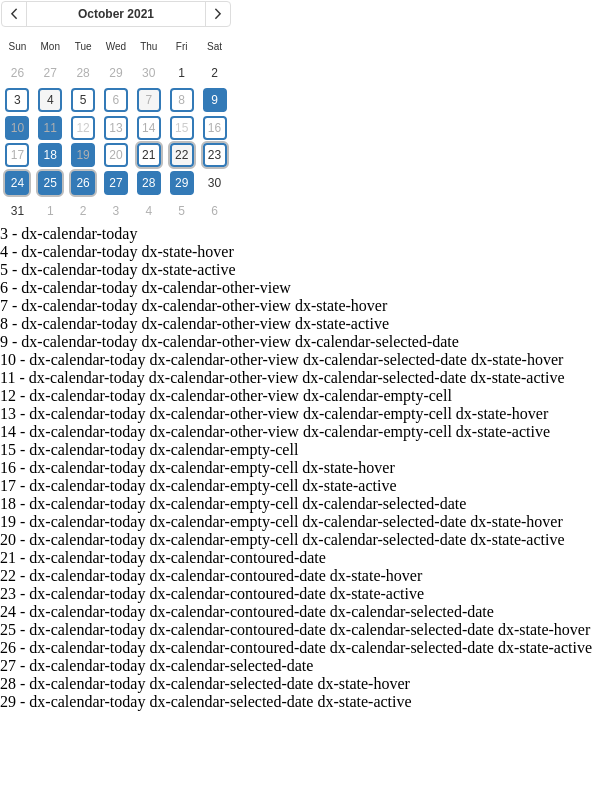 October 2021
Sun Mon Tue Wed Thu Fri Sat
26 27 28 29 30 1 2
3 4 5 6 7 8 9
10 11 12 13 14 15 16
17 18 19 20 21 22 23
24 25 26 27 28 29 30
31 1 2 3 4 5 6
3 - dx-calendar-today
4 - dx-calendar-today dx-state-hover
5 - dx-calendar-today dx-state-active
6 - dx-calendar-today dx-calendar-other-view
7 - dx-calendar-today dx-calendar-other-view dx-state-hover
8 - dx-calendar-today dx-calendar-other-view dx-state-active
9 - dx-calendar-today dx-calendar-other-view dx-calendar-selected-date
10 - dx-calendar-today dx-calendar-other-view dx-calendar-selected-date dx-state-hover
11 - dx-calendar-today dx-calendar-other-view dx-calendar-selected-date dx-state-active
12 - dx-calendar-today dx-calendar-other-view dx-calendar-empty-cell
13 - dx-calendar-today dx-calendar-other-view dx-calendar-empty-cell dx-state-hover
14 - dx-calendar-today dx-calendar-other-view dx-calendar-empty-cell dx-state-active
15 - dx-calendar-today dx-calendar-empty-cell
16 - dx-calendar-today dx-calendar-empty-cell dx-state-hover
17 - dx-calendar-today dx-calendar-empty-cell dx-state-active
18 - dx-calendar-today dx-calendar-empty-cell dx-calendar-selected-date
19 - dx-calendar-today dx-calendar-empty-cell dx-calendar-selected-date dx-state-hover
20 - dx-calendar-today dx-calendar-empty-cell dx-calendar-selected-date dx-state-active
21 - dx-calendar-today dx-calendar-contoured-date
22 - dx-calendar-today dx-calendar-contoured-date dx-state-hover
23 - dx-calendar-today dx-calendar-contoured-date dx-state-active
24 - dx-calendar-today dx-calendar-contoured-date dx-calendar-selected-date
25 - dx-calendar-today dx-calendar-contoured-date dx-calendar-selected-date dx-state-hover
26 - dx-calendar-today dx-calendar-contoured-date dx-calendar-selected-date dx-state-active
27 - dx-calendar-today dx-calendar-selected-date
28 - dx-calendar-today dx-calendar-selected-date dx-state-hover
29 - dx-calendar-today dx-calendar-selected-date dx-state-active